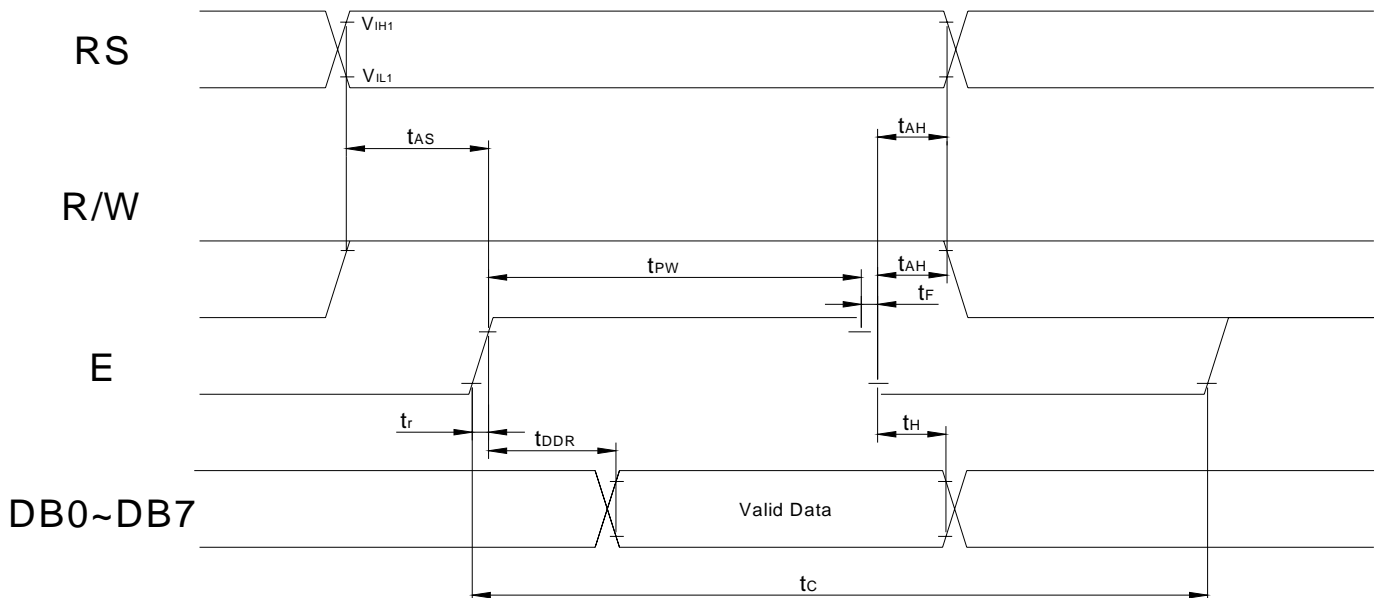 RS
VIH1
VIL1
tAS
tAH
R/W
tPW
tAH
tF
E
tr
tDDR
tH
DB0~DB7
Valid Data
tC